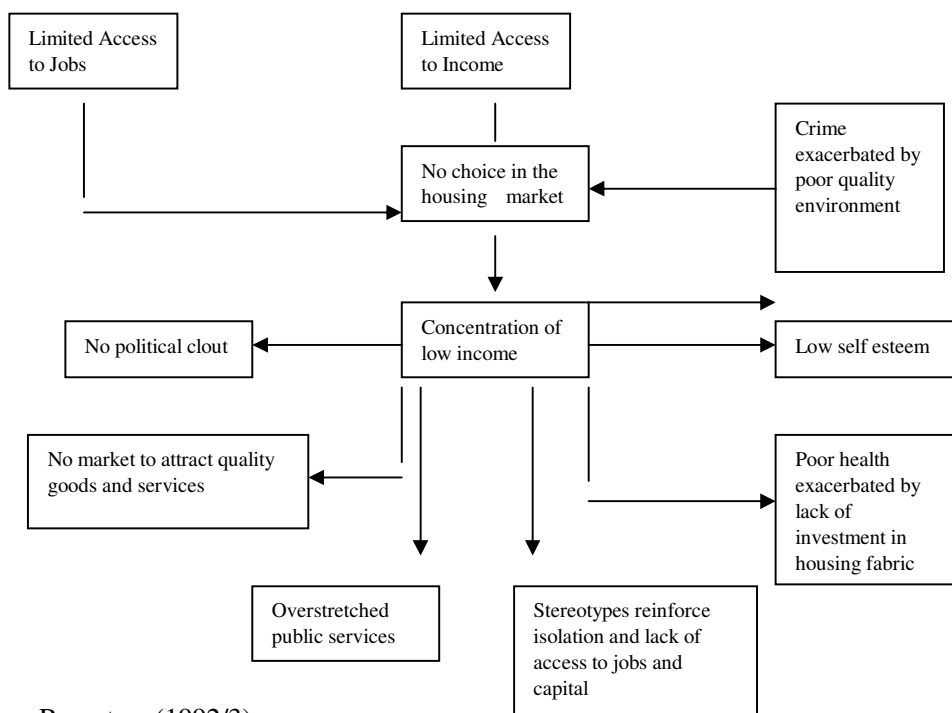 Limited Access
to Jobs
Limited Access
to Income
Crime
exacerbated by
poor quality
environment
No choice in the
housing market
Concentration of
low income
No political clout
Low self esteem
No market to attract quality
goods and services
Poor health
exacerbated by
lack of
investment in
housing fabric
Overstretched
public services
Stereotypes reinforce
isolation and lack of
access to jobs and
capital
(1992/3)